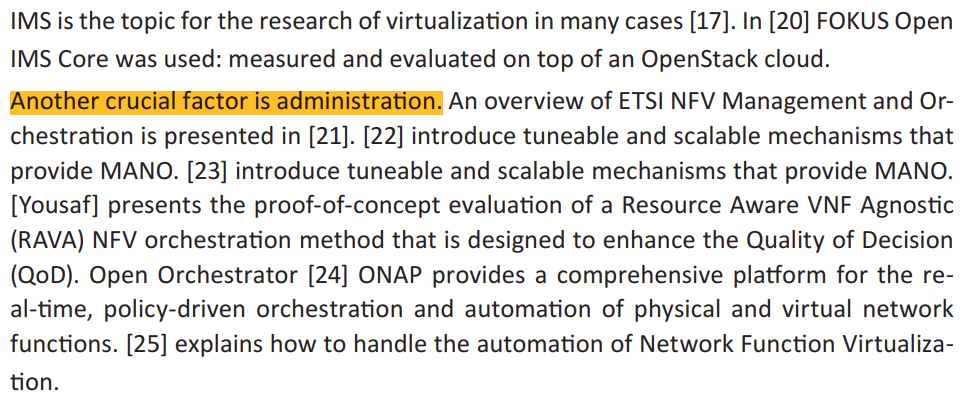 IMS is the topic for the research of virtualization in many cases [17]. In [20] FOKUS Open
IMS Core was used: measured and evaluated on top of an OpenStack cloud.
Another crucial factor is administration. An overview of ETSI NFV Management and Or-
chestration is presented in [21]. [22] introduce tuneable and scalable mechanisms that
provide MANO. [23] introduce tuneable and scalable mechanisms that provide MANO.
[Yousaf] presents the proof-of-concept evaluation of a Resource Aware VNF Agnostic
(RAVA) NFV orchestration method that is designed to enhance the Quality of Decision
(QoD). Open Orchestrator [24] ONAP provides a comprehensive platform for the re-
al-time, policy-driven orchestration and automation of physical and virtual network
functions. [25] explains how to handle the automation of Network Function Virtualiza-
tion.